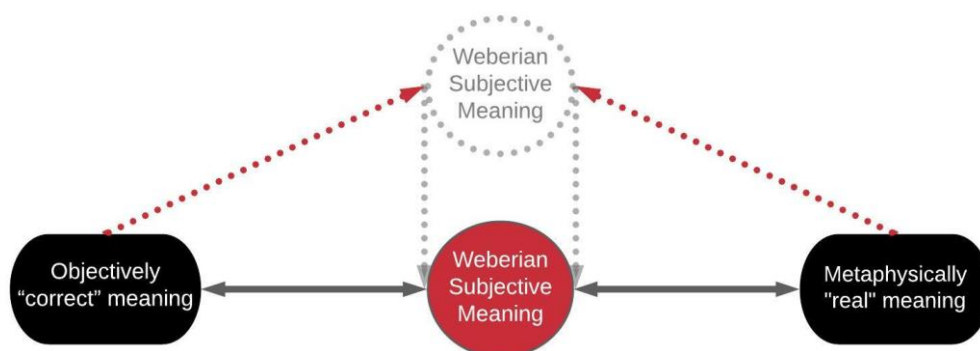 Weberian
Subjective
Meaning
Objectively
“correct” meaning
Weberian
Subjective
Meaning
Metaphysically
"real" meaning